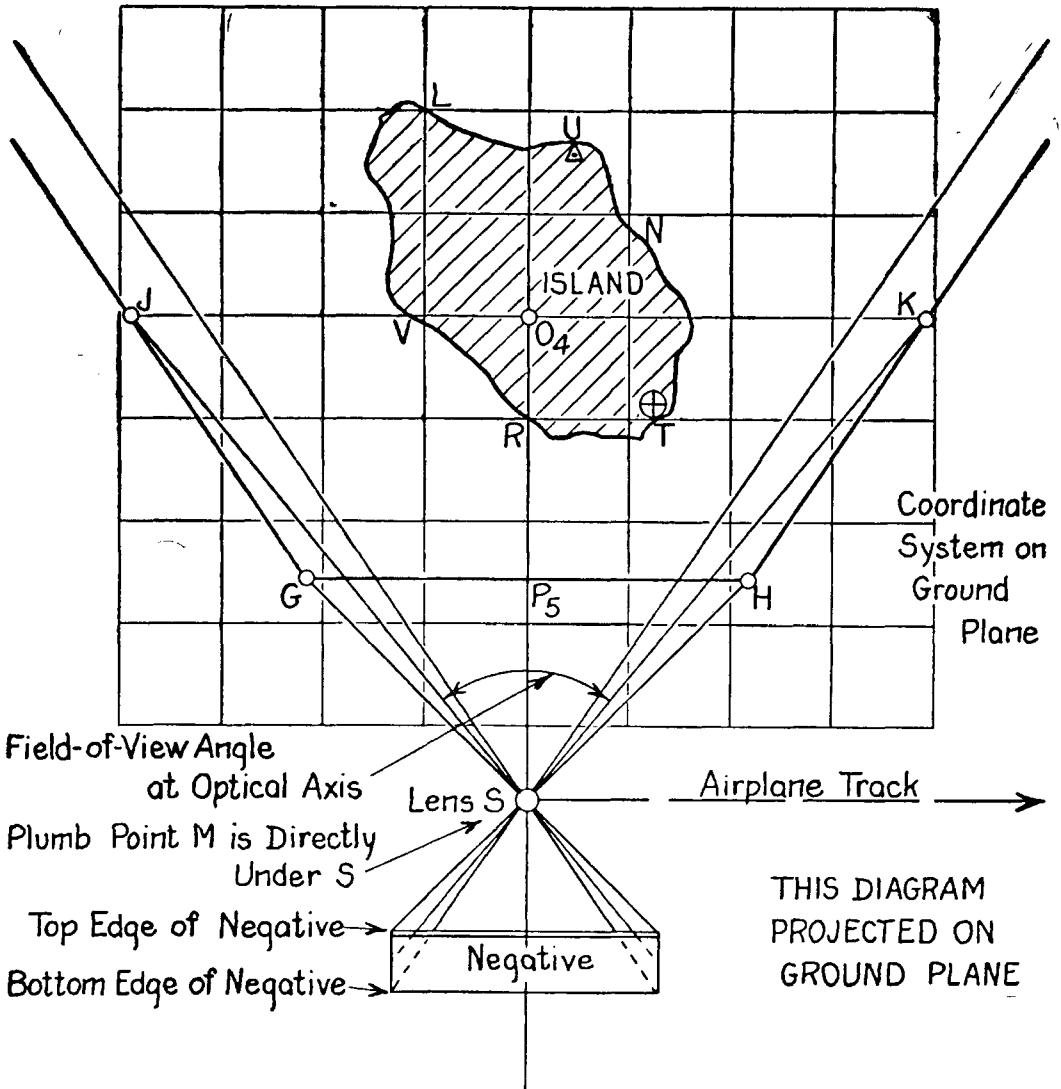 L
U
N
ISLAND
J
K
V
O4
R
T
Coordinate
System on
Ground
Plane
G
P5
H
Field-of-View Angle
at Optical Axis
Lens S
Airplane Track
Plumb Point M is Directly
Under S
THIS DIAGRAM
PROJECTED ON
GROUND PLANE
Top Edge of Negative
Negative
Bottom Edge of Negative